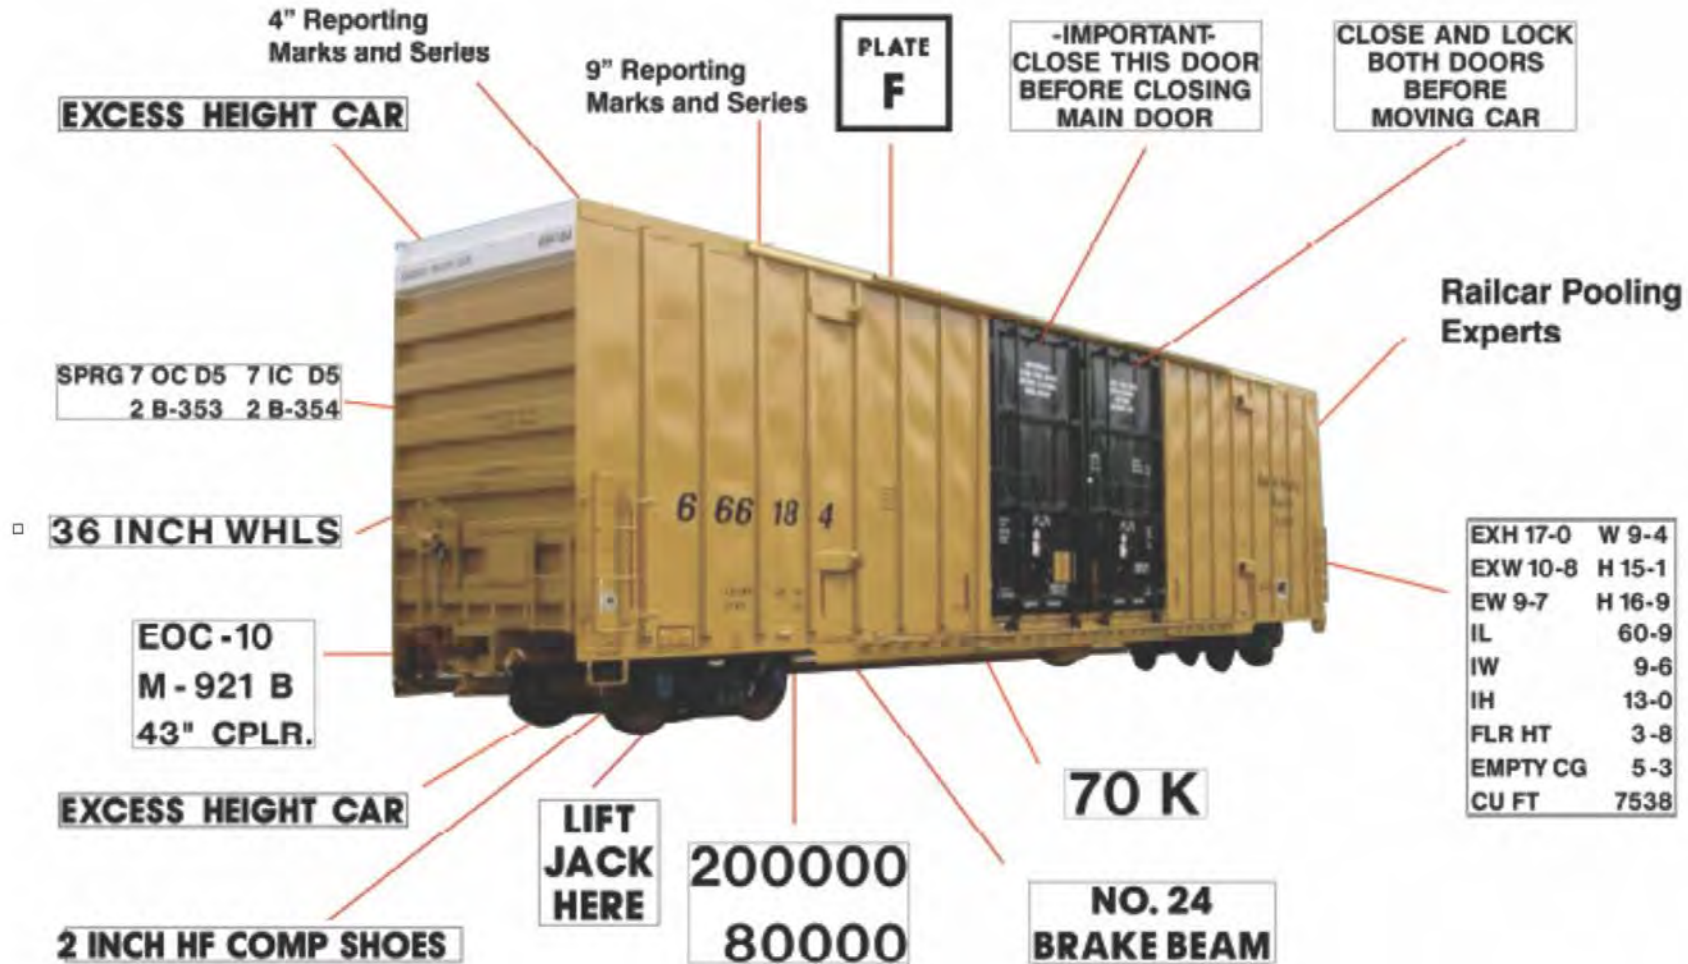 4” Reporting
Marks and Series
9” Reporting
Marks and Series
PLATE
F
-IMPORTANT-
CLOSE THIS DOOR
BEFORE CLOSING
MAIN DOOR
CLOSE AND LOCK
BOTH DOORS
BEFORE
MOVING CAR
EXCESS HEIGHT CAR
Railcar Pooling
Experts
SPRG 7 OC D5 7 IC D5
2 B-353 2 B-354
36 INCH WHLS
666184
EXH 17-0 W 9-4
EXW 10-8 H 15-1
EW 9-7 H 16-9
IL 60-9
IW 9-6
IH 13-0
FLR HT 3-8
EMPTY CG 5-3
CU FT 7538
EOC-10
M-921 B
43" CPLR.
EXCESS HEIGHT CAR
LIFT
JACK
HERE
70 K
200000
80000
NO. 24
BRAKE BEAM
2 INCH HF COMP SHOES